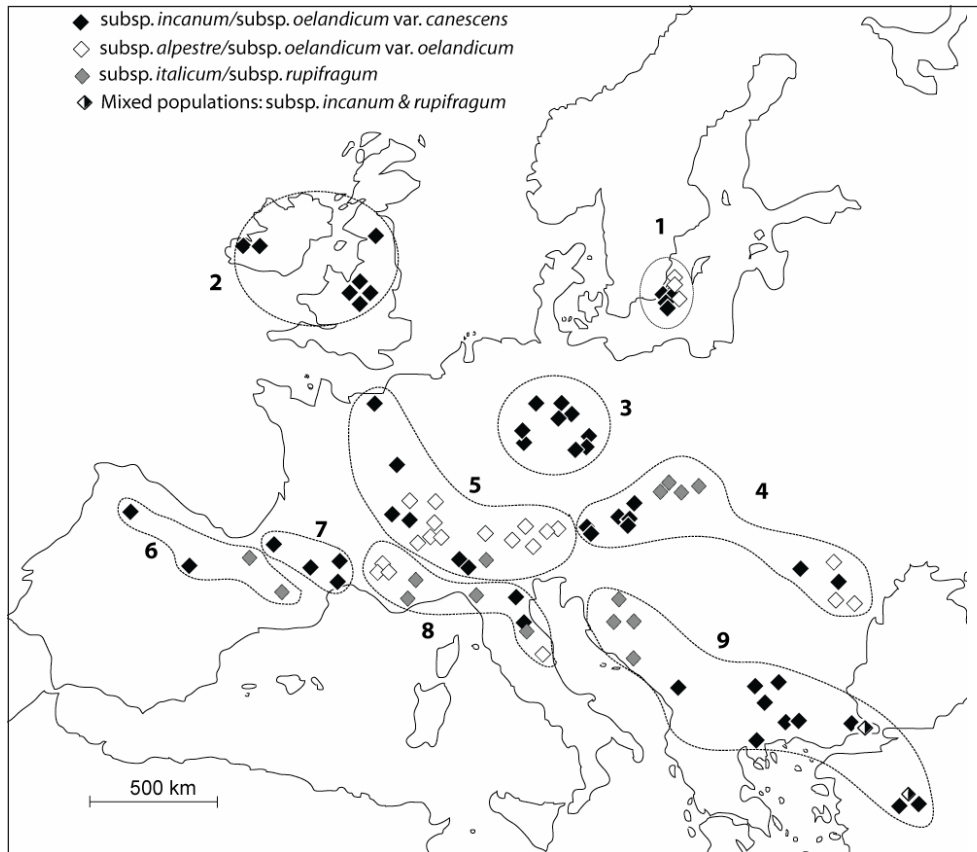 subsp. incanum/subsp. oelandicum var. canescens
subsp. alpestre/subsp. oelandicum var. oelandicum
subsp. italicum/subsp. rupifragum
Mixed populations: subsp. incanum & rupifragum
1
2
3
5
4
6
7
8
9
500 km